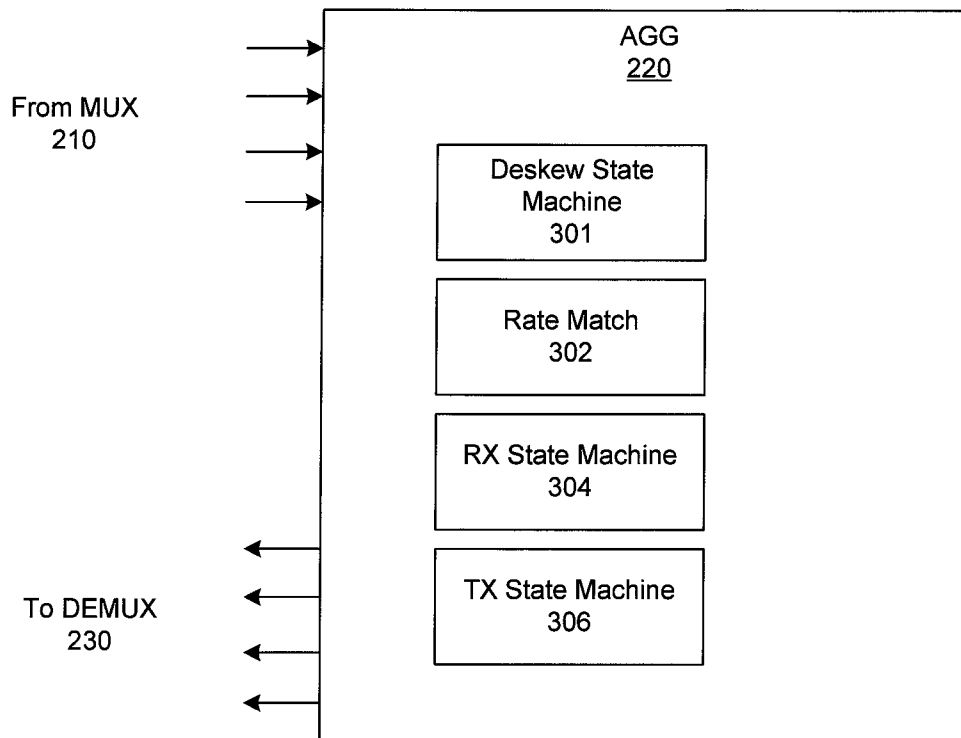 AGG
220
From MUX
210
Deskew State
Machine
301
Rate Match
302
RX State Machine
304
TX State Machine
306
To DEMUX
230